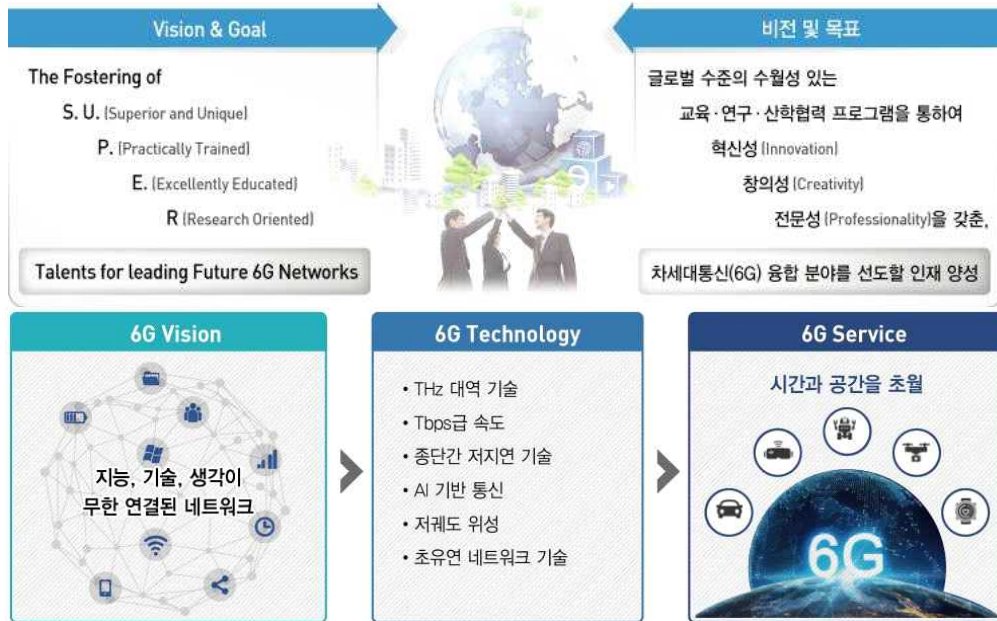 Vision & Goal
The Fostering of
S. U. (Superior and Unique)
P. (Practically Trained)
E. (Excellently Educated)
R (Research Oriented)
Talents for leading Future 6G Networks
비전 및 목표
글로벌 수준의 수월성 있는
교육·연구·산학협력 프로그램을 통하여
혁신성 (Innovation)
창의성 (Creativity)
전문성 (Professionality)을 갖춘,
차세대통신(6G) 융합 분야를 선도할 인재 양성
6G Vision
지능, 기술, 생각이
무한 연결된 네트워크
6G Technology
• THz 대역 기술
• Tbps급 속도
• 종단간 저지연 기술
• AI 기반 통신
• 저궤도 위성
• 초유연 네트워크 기술
6G Service
시간과 공간을 초월
6G